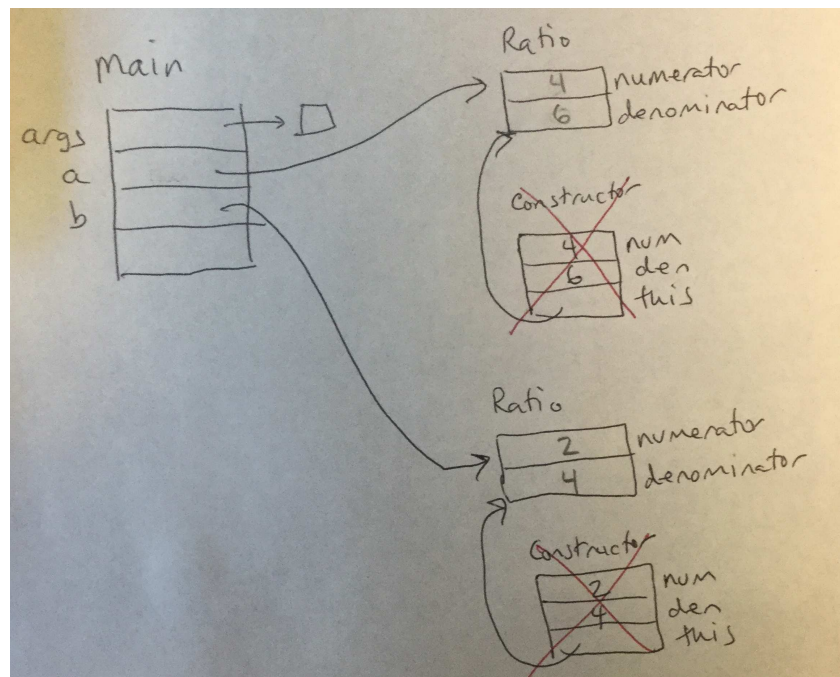 Main
args
a
b
Ratio
4 numerator
6 denominator
Constructor
4 num
6 den
this
Ratio
2 numerator
4 denominator
Constructor
2 num
4 den
this